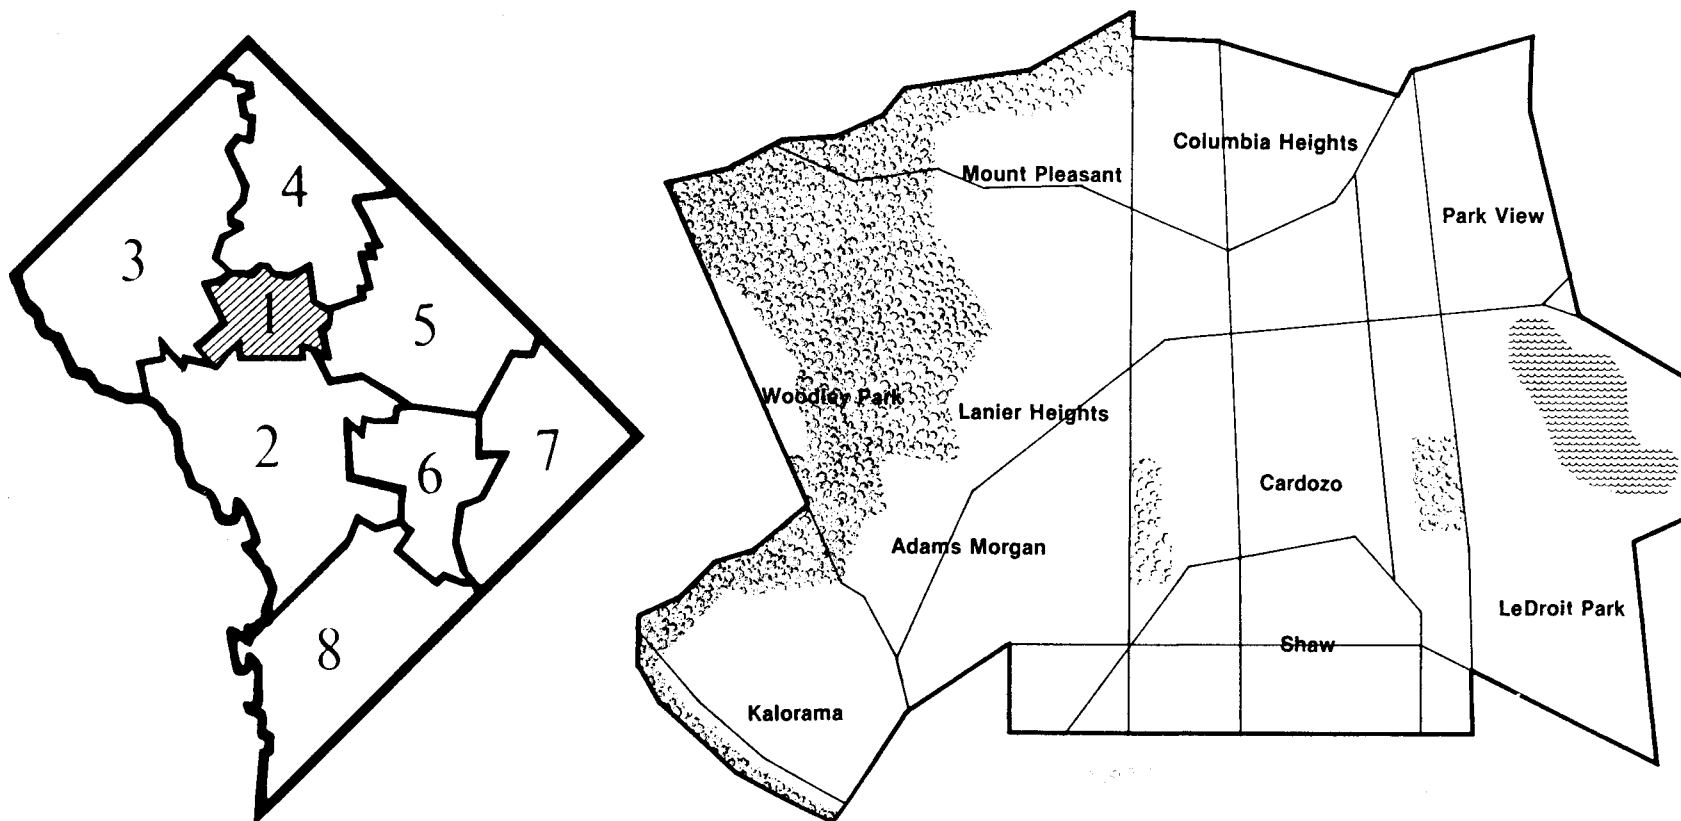 4
3
1
5
2
6
7
8
Columbia Heights
Mount Pleasant
Park View
Woodley Park
Lanier Heights
Cardozo
Adams Morgan
LeDroit Park
Shaw
Kalorama